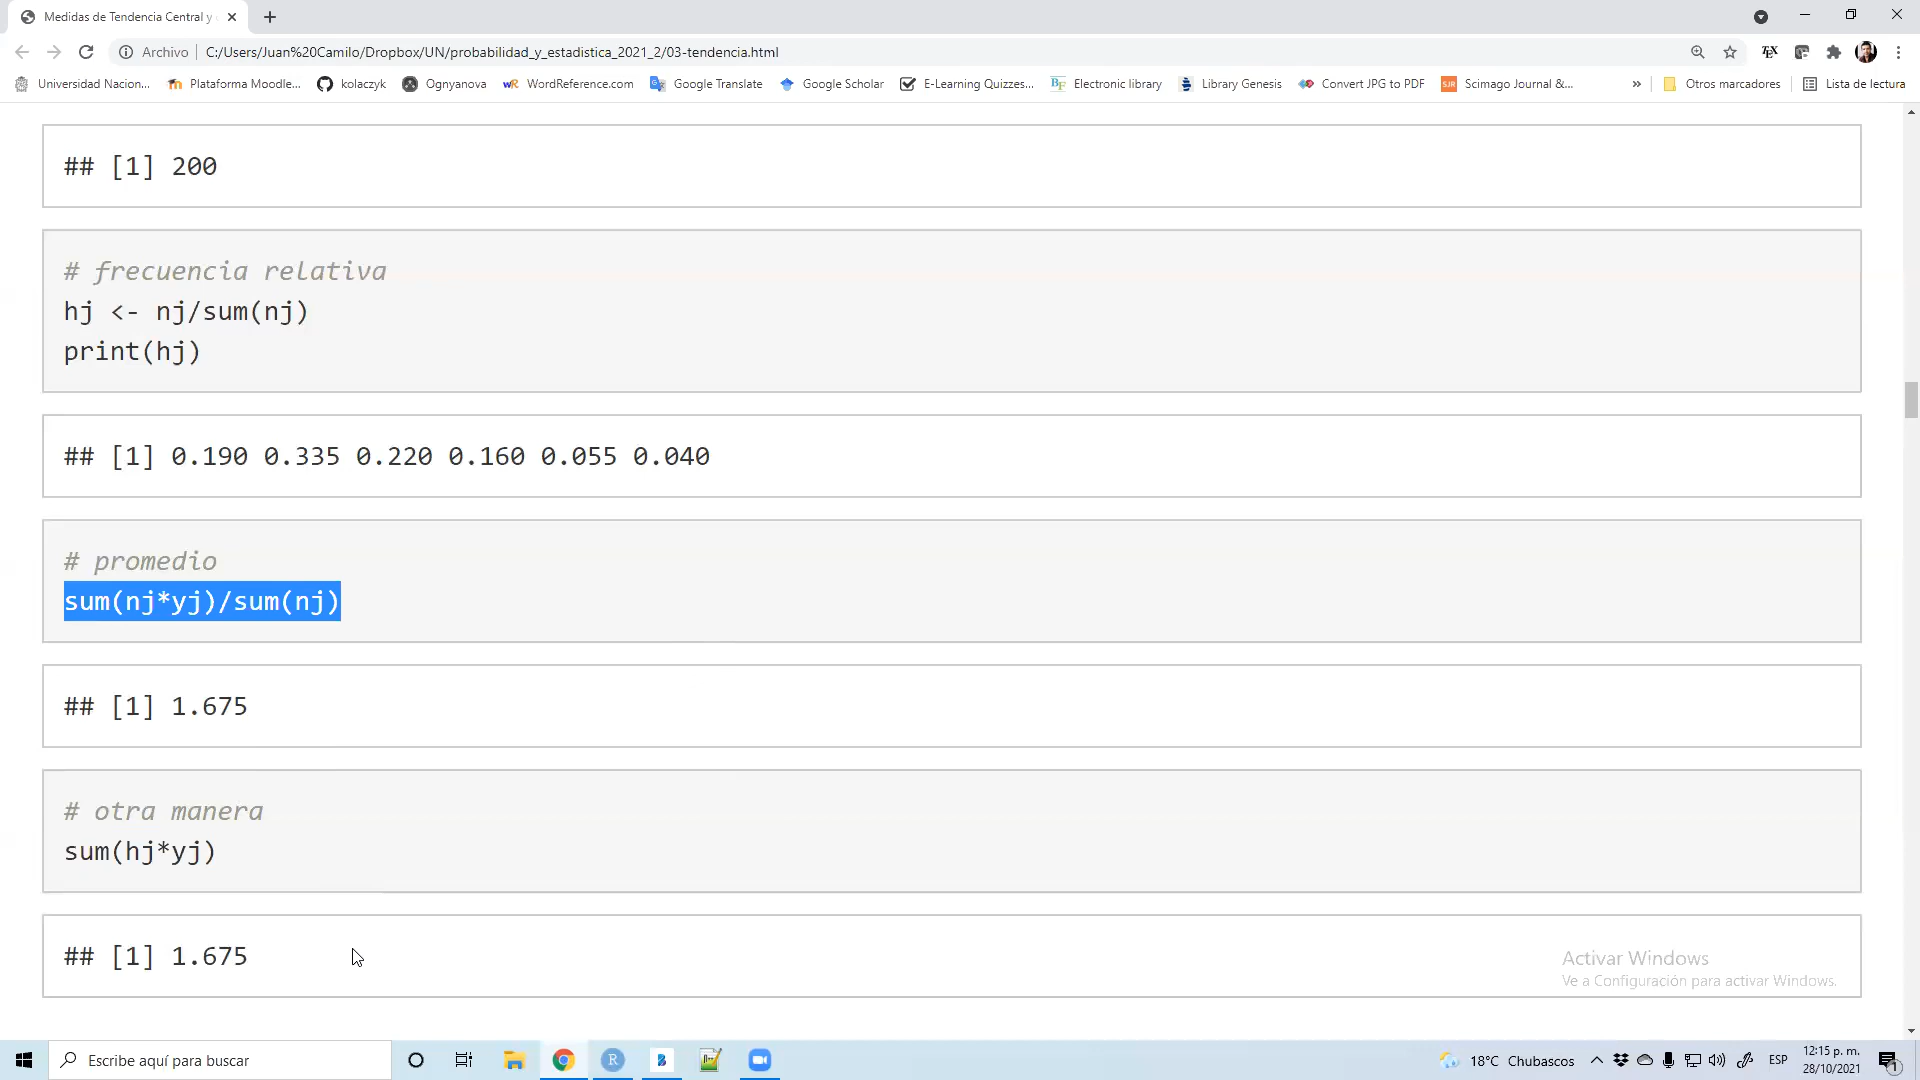 Medidas de Tendencia Central y
Archivo
C:/Users/Juan%20Camilo/Dropbox/UN/probabilidad_y_estadistica_2021_2/03-tendencia.html
TEX
Universidad Nacion...
Plataforma Moodle...
kolaczyk
Ognyanova
WR WordReference.com
Google Translate
Google Scholar
E-Learning Quizzes...
BF Electronic library
Library Genesis
Convert JPG to PDF
SJR Scimago Journal &...
»
Otros marcadores
Lista de lectura
## [1] 200
# frecuencia relativa
hj <- nj/sum(nj)
print(hj)
## [1] 0.190 0.335 0.220 0.160 0.055 0.040
# promedio
sum(nj*yj)/sum(nj)
## [1] 1.675
# otra manera
sum(hj*yj)
## [1] 1.675
Activar Windows
Ve a Configuración para activar Windows.
Escribe aquí para buscar
R
18°C Chubascos
ESP
12:15 p. m.
28/10/2021
1